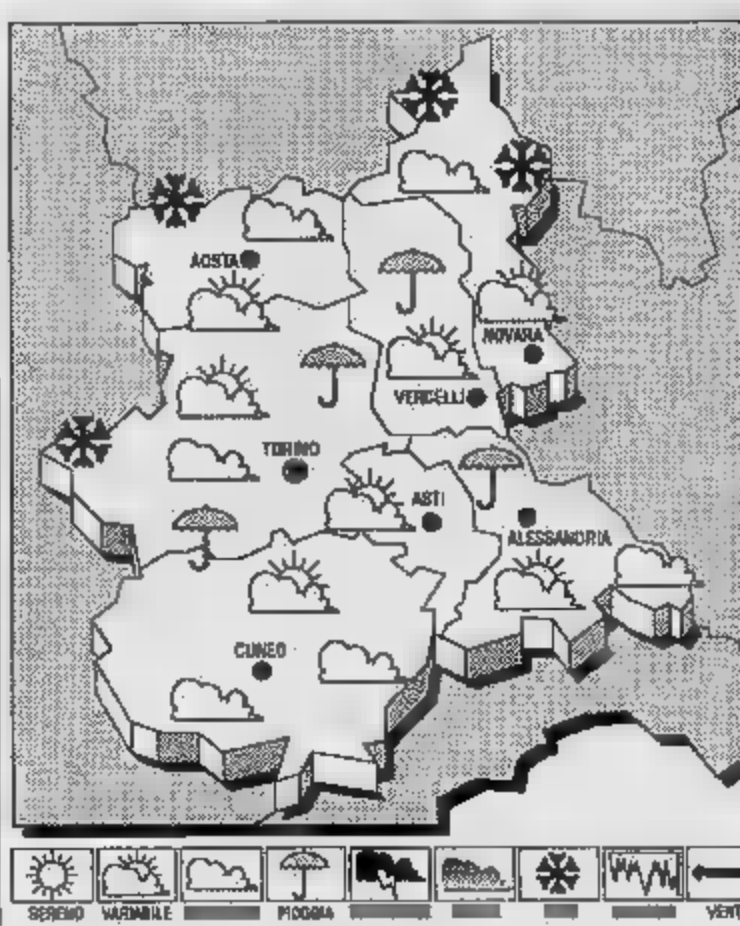 AOSTA
NOVARA
VERCELLI
TORINO
ASTI
ALESSANDRIA
CUNEO
SERENO VARIABILE PIOGGIA